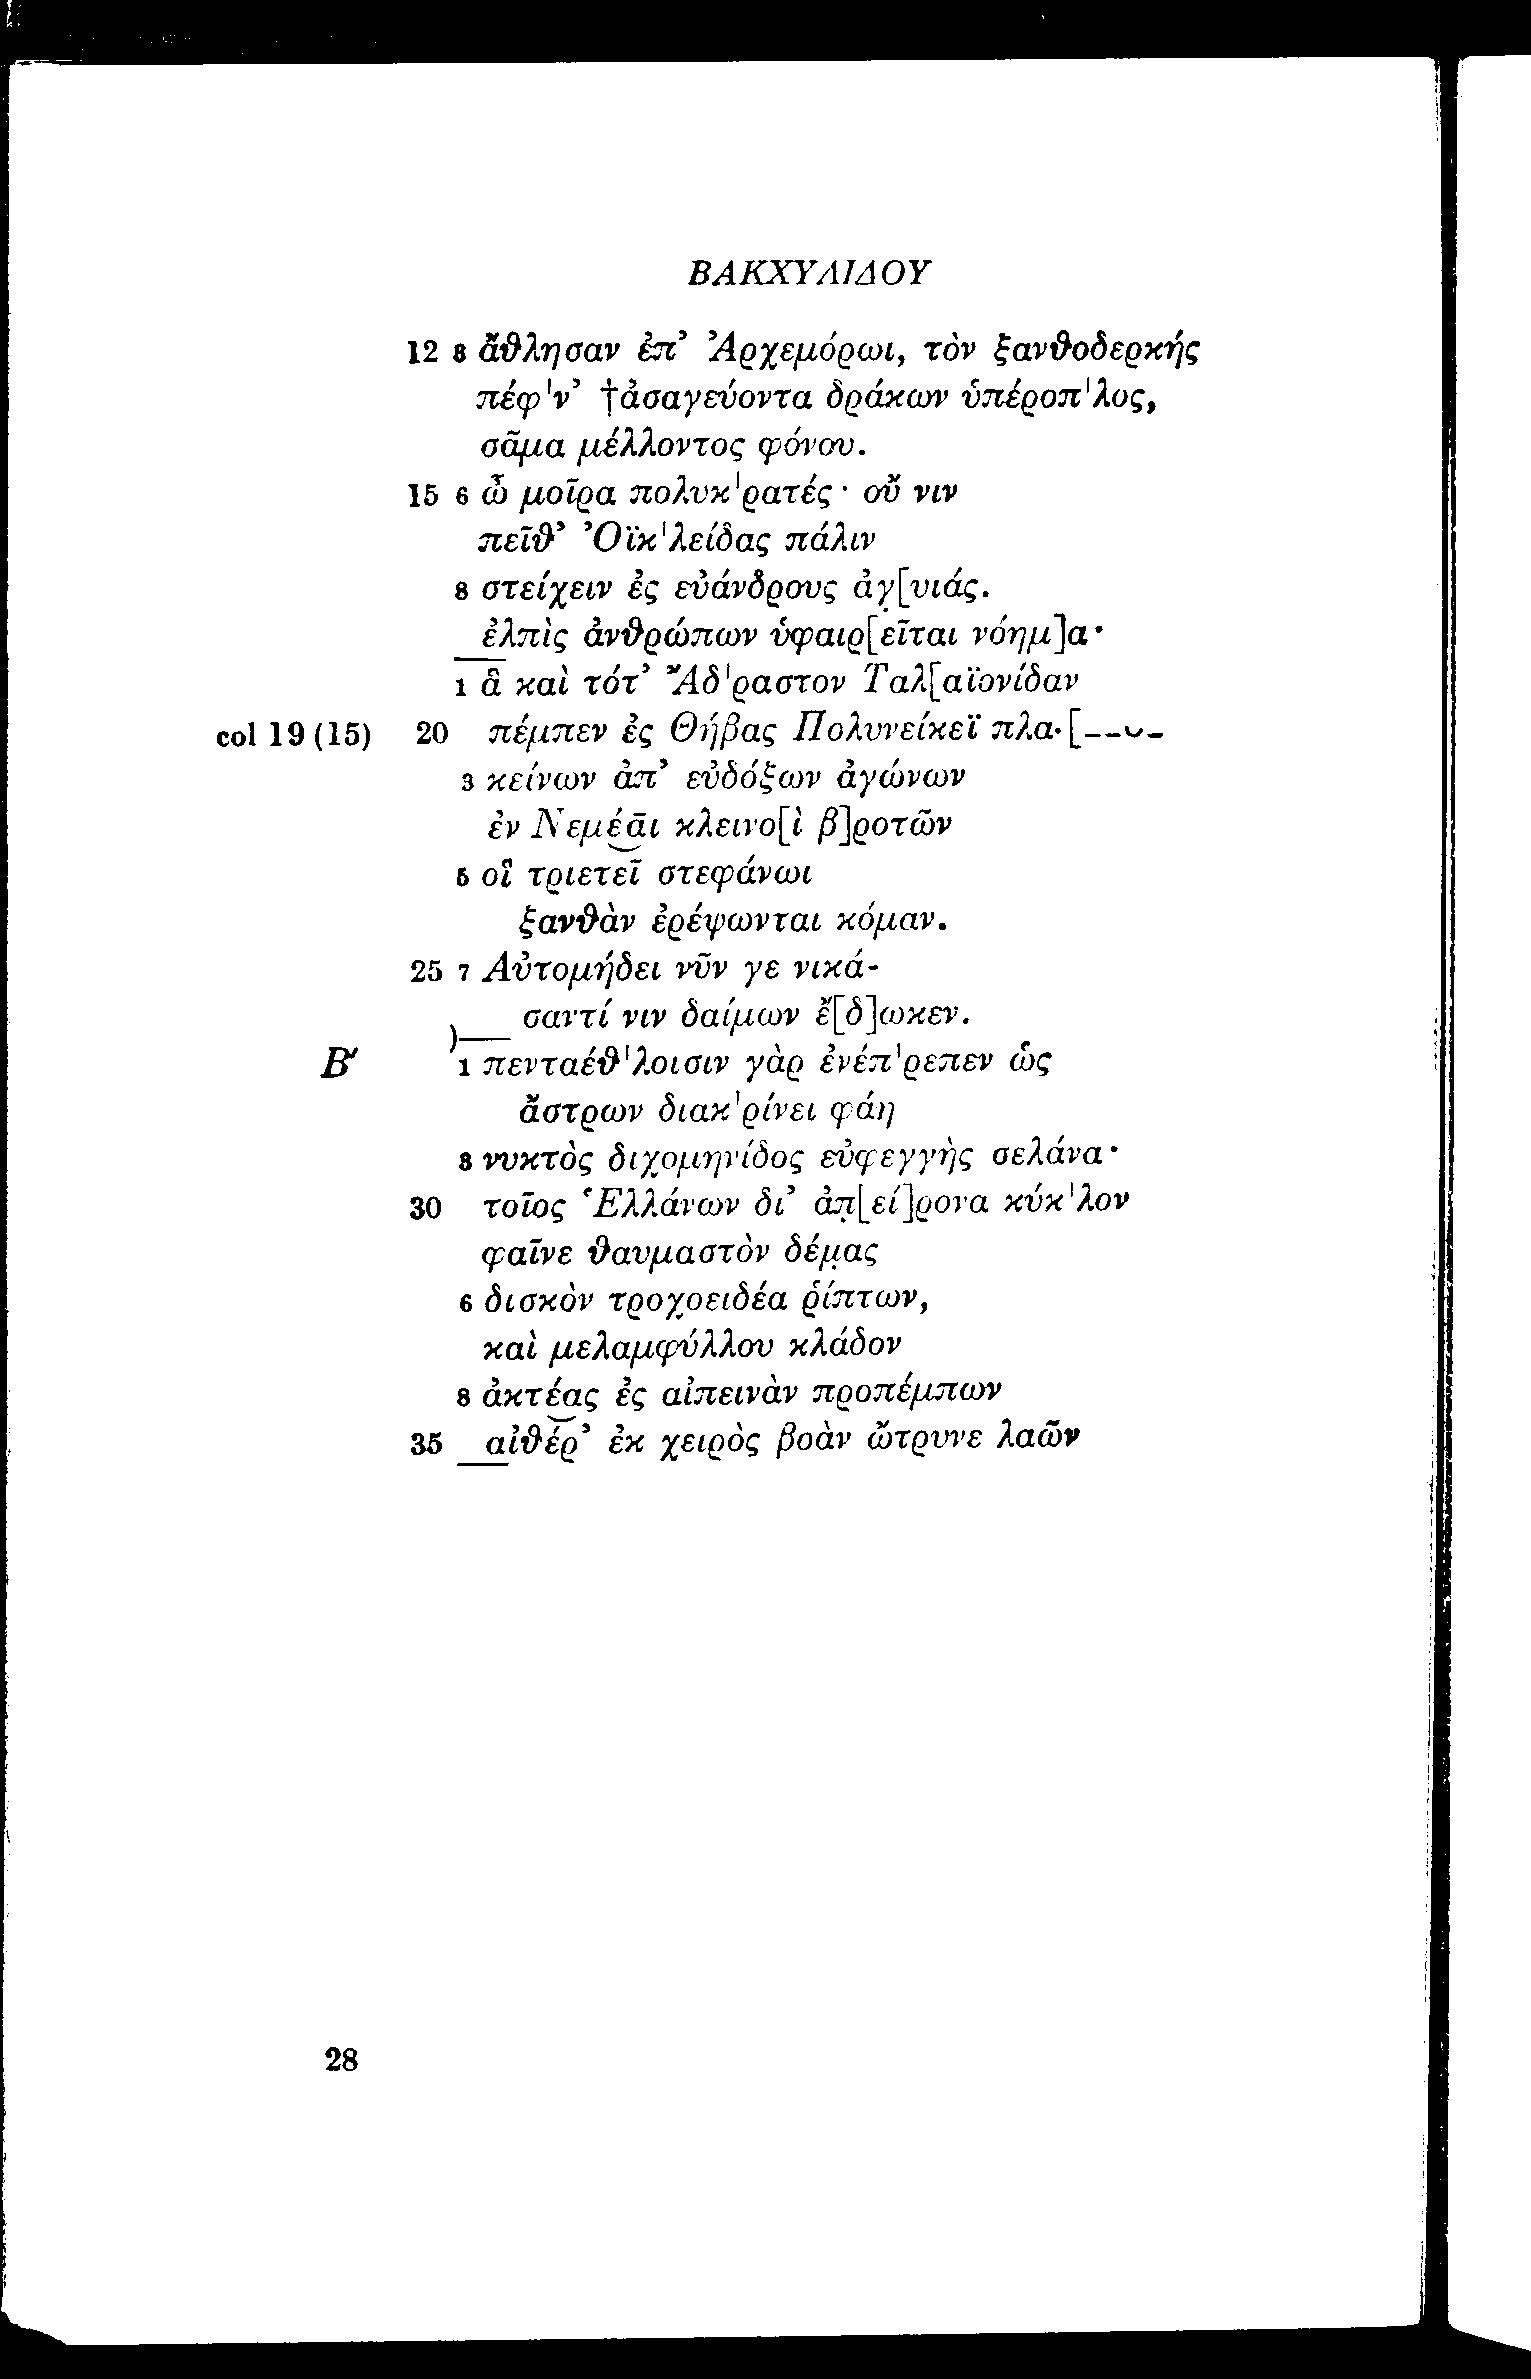 ΒΑΚΧΥΛΙΔΟΥ
12 8 ἄθλησαν ἐπ’ Ἀρχεμόρωι, τὸν ξανθοδερκής
πέφ'ν’ †ἀσαγεύοντα δράκων ὑπέροπ'λος,
σᾶμα μέλλοντος φόνου.
15 6 ὦ μοῖρα πολυκ'ρατές· οὔ νιν
πεῖθ’ Ὀϊκ'λείδας πάλιν
8 στείχειν ἐς εὐάνδρους ἀγ̣[υιάς.
ἐλπὶς ἀνθρώπων ὑφαιρ[εῖται νόημ]α·
1 ἃ καὶ τότ’ Ἄδ'ραστον Ταλ[αϊονίδαν
col 19 (15) 20 πέμπεν ἐς Θήβας Πολυνείκεϊ πλα·[––⏑–
3 κείνων ἀπ’ εὐδόξων ἀγώνων
ἐν Νεμέ͜αι κλεινο[ὶ β]ροτῶν
5 οἳ τριετεῖ στεφάνωι
ξανθὰν ἐρέψωνται κόμαν.
25 7 Αὐτομήδει νῦν γε νικά-
σαντί νιν δαίμων ἔ[δ]ωκεν.
Β′ 1 πενταέθ'λοισιν γὰρ ἐνέπ'ρεπεν ὡς
ἄστρων διακ'ρίνει φάη
3 νυκτὸς διχομηνίδος εὐφεγγὴς σελάνα·
30 τοῖος Ἑλλάνων δι’ ἀπ̣[εί]ρονα κύκ'λον
φαῖνε θαυμαστὸν δέμ̣ας
6 δισκὸν τροχοειδέα ῥίπτων,
καὶ μελαμφύλλου κλάδον
8 ἀκτέ͜ας ἐς αἰπεινὰν προπέμπων
35 αἰθέρ’ ἐκ χειρὸς βοὰν ὤτρυνε λαῶν
28